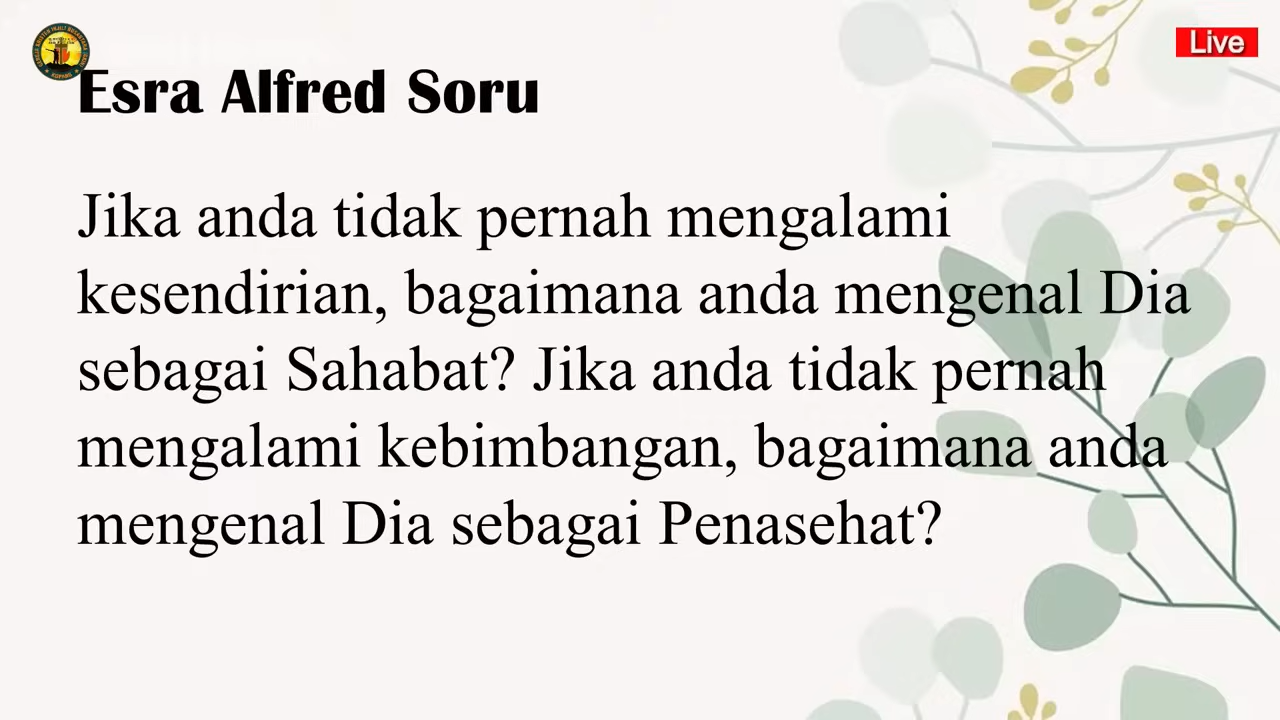 Live
Esra Alfred Soru
Jika anda tidak pernah mengalami
kesendirian, bagaimana anda mengenal Dia
sebagai Sahabat? Jika anda tidak pernah
mengalami kebimbangan, bagaimana anda
mengenal Dia sebagai Penasehat?